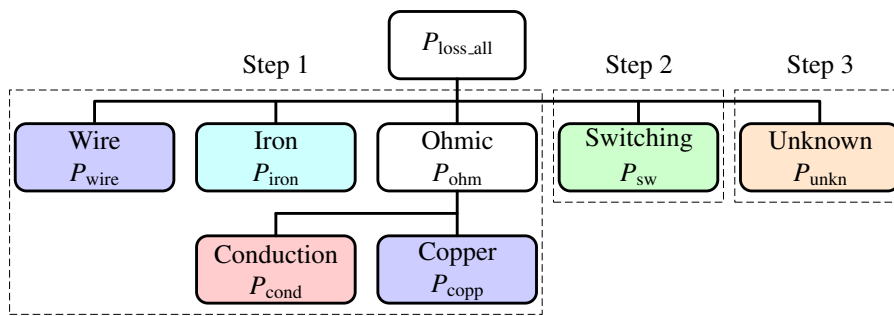 P_loss_all
Step 1
Step 2
Step 3
Wire
P_wire
Iron
P_iron
Ohmic
P_ohm
Switching
P_sw
Unknown
P_unkn
Conduction
P_cond
Copper
P_copp